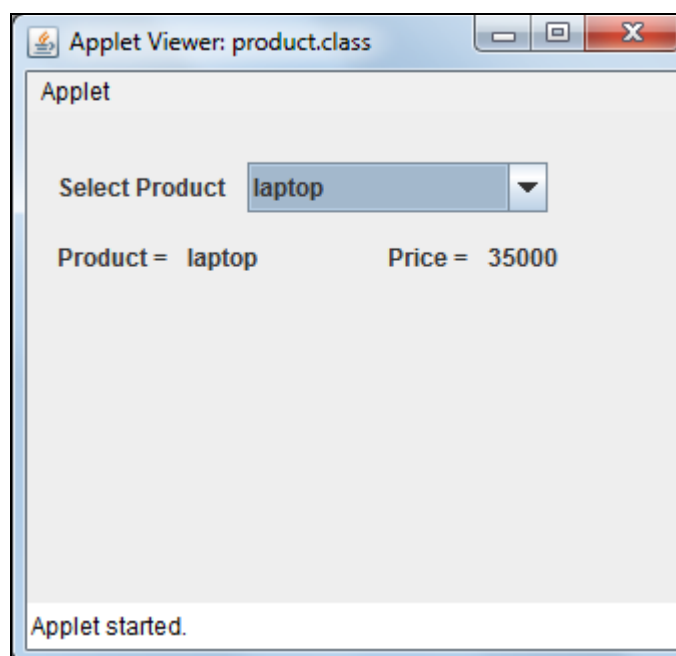 Applet Viewer: product.class
Applet
Select Product laptop
Product = laptop Price = 35000
Applet started.